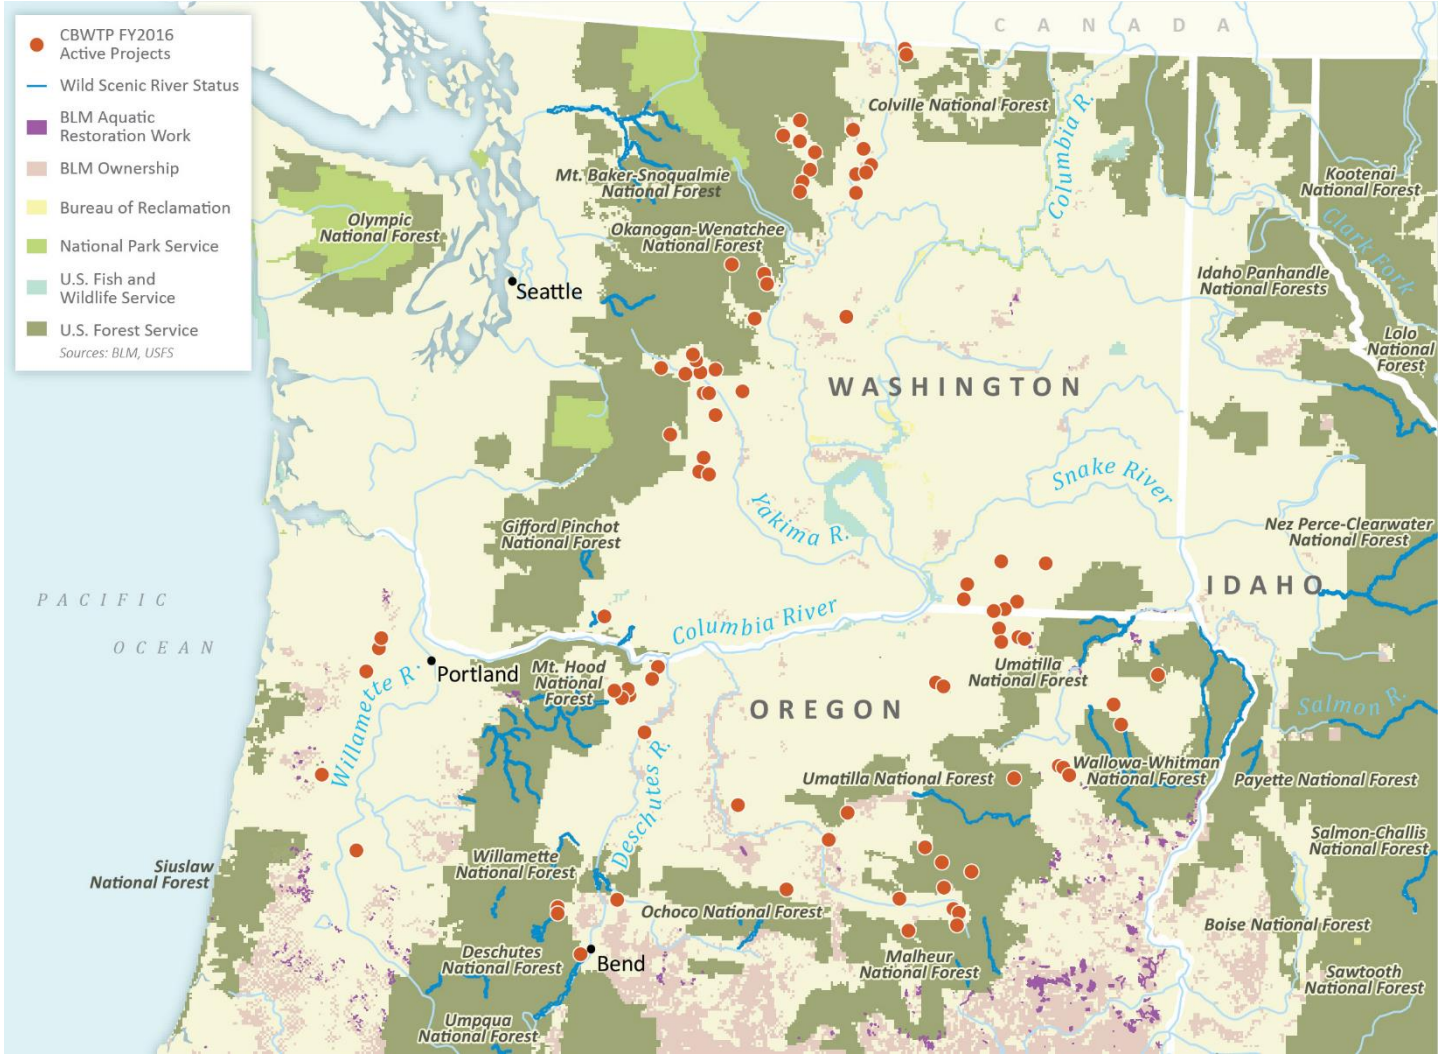 CBWTP FY2016
Active Projects
Wild Scenic River Status
BLM Aquatic
Restoration Work
BLM Ownership
Bureau of Reclamation
National Park Service
U.S. Fish and
Wildlife Service
U.S. Forest Service
Sources: BLM, USFS
CANADA
Colville National Forest
Columbia R.
Mt. Baker-Snoqualmie
National Forest
Kootenai
National Forest
Olympic
National Forest
Okanogan-Wenatchee
National Forest
Clark Fork
Idaho Panhandle
National Forests
Seattle
Lolo
National
Forest
WASHINGTON
Snake River
Yakima R.
Gifford Pinchot
National Forest
Nez Perce-Clearwater
National Forest
IDAHO
PACIFIC
OCEAN
Columbia River
Portland
Willamette R.
Mt. Hood
National
Forest
Umatilla
National Forest
OREGON
Salmon R.
Deschutes R.
Umatilla National Forest
Wallowa-Whitman
National Forest
Payette National Forest
Salmon-Challis
National Forest
Siuslaw
National Forest
Willamette
National Forest
Ochoco National Forest
Boise National Forest
Deschutes
National Forest
Bend
Malheur
National Forest
Sawtooth
National Forest
Umpqua
National Forest